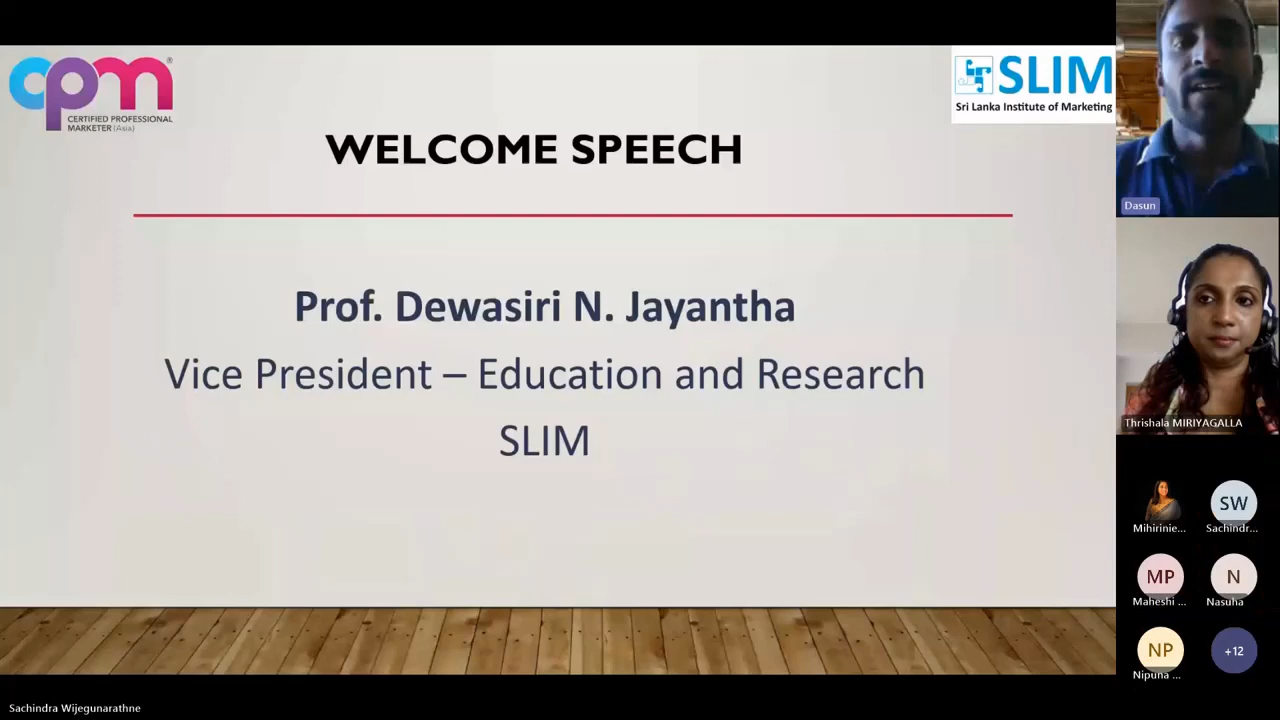 cpm®
CERTIFIED PROFESSIONAL
MARKETER (Asia)
SLIM
Sri Lanka Institute of Marketing
WELCOME SPEECH
Prof. Dewasiri N. Jayantha
Vice President – Education and Research
SLIM
Dasun
Thrishala MIRIYAGALLA
Mihirinie...
SW
Sachindr...
MP
Maheshi ...
N
Nasuha
NP
Nipuna ...
+12
Sachindra Wijegunarathne